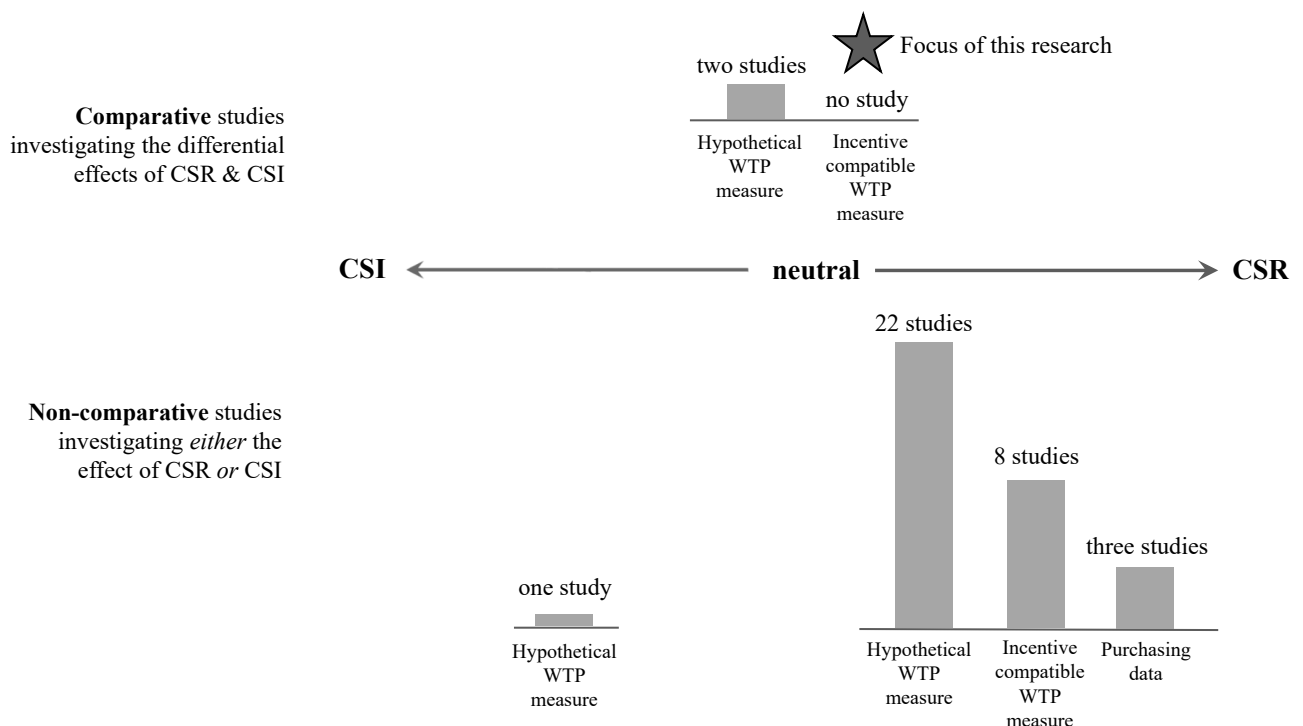 Focus of this research
two studies
no study
Comparative studies
investigating the differential
effects of CSR & CSI
Hypothetical
WTP
measure
Incentive
compatible
WTP
measure
CSI
neutral
CSR
22 studies
Non-comparative studies
investigating either the
effect of CSR or CSI
8 studies
three studies
one study
Hypothetical
WTP
measure
Hypothetical
WTP
measure
Incentive
compatible
WTP
measure
Purchasing
data